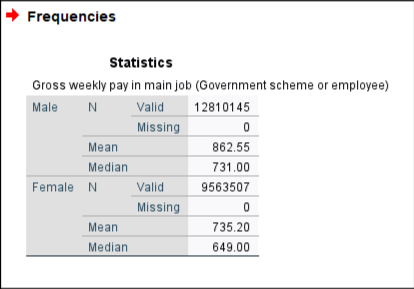 Frequencies
Statistics
Gross weekly pay in main job (Government scheme or employee)
Male N Valid 12810145
Missing 0
Mean 862.55
Median 731.00
Female N Valid 9563507
Missing 0
Mean 735.20
Median 649.00